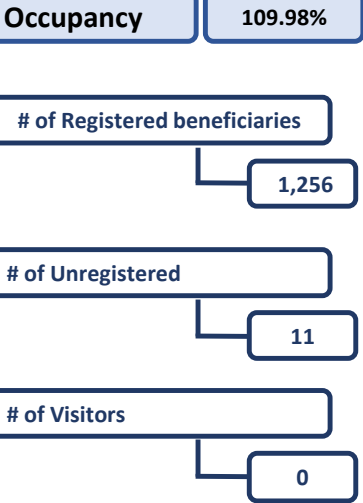 Occupancy 109.98%
# of Registered beneficiaries
1,256
# of Unregistered
11
# of Visitors
0